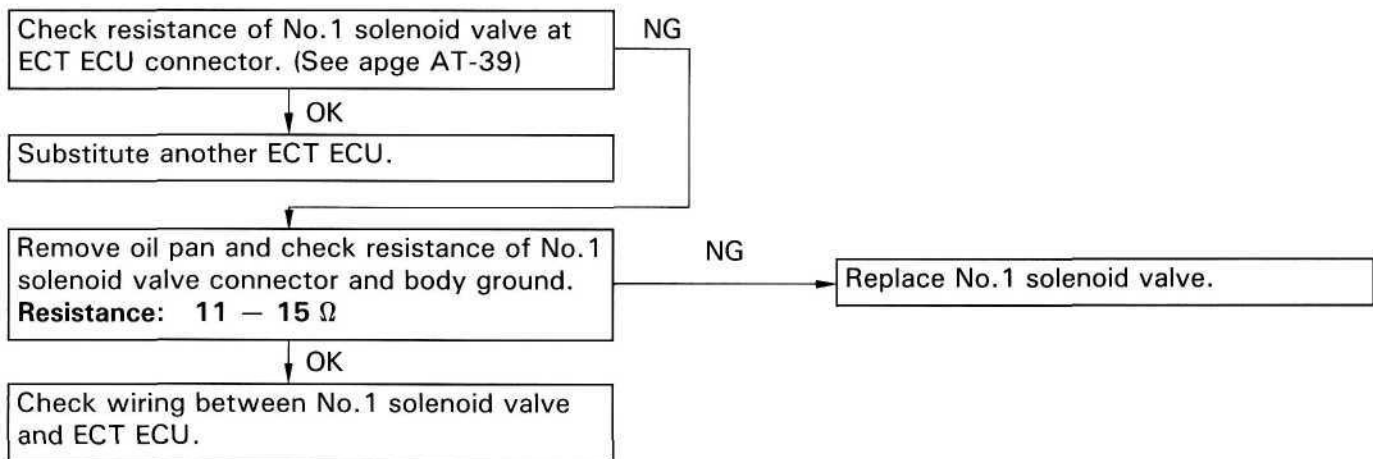 Check resistance of No.1 solenoid valve at
ECT ECU connector. (See apge AT-39)
NG
OK
Substitute another ECT ECU.
Remove oil pan and check resistance of No.1
solenoid valve connector and body ground.
Resistance: 11 — 15 Ω
NG
Replace No.1 solenoid valve.
OK
Check wiring between No.1 solenoid valve
and ECT ECU.